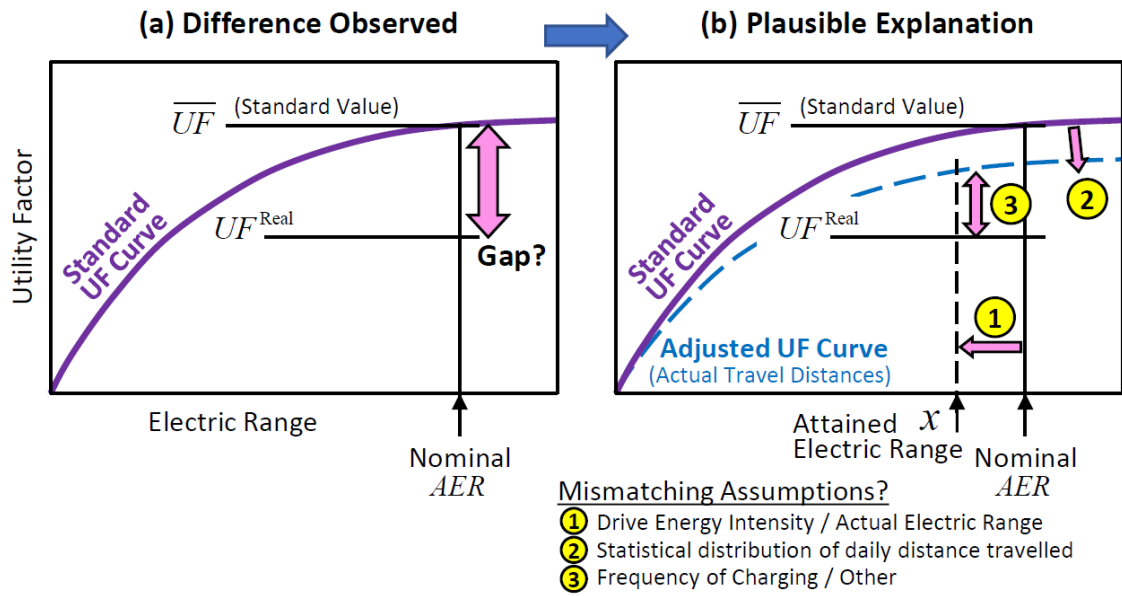 (a) Difference Observed
(b) Plausible Explanation
Utility Factor
UF (Standard Value)
UF Real
Gap?
Standard
UF Curve
Electric Range
Nominal
AER
UF (Standard Value)
UF Real
Standard
UF Curve
2
3
1
Adjusted UF Curve
(Actual Travel Distances)
Attained x
Electric Range
Nominal
AER
Mismatching Assumptions?
1 Drive Energy Intensity / Actual Electric Range
2 Statistical distribution of daily distance travelled
3 Frequency of Charging / Other